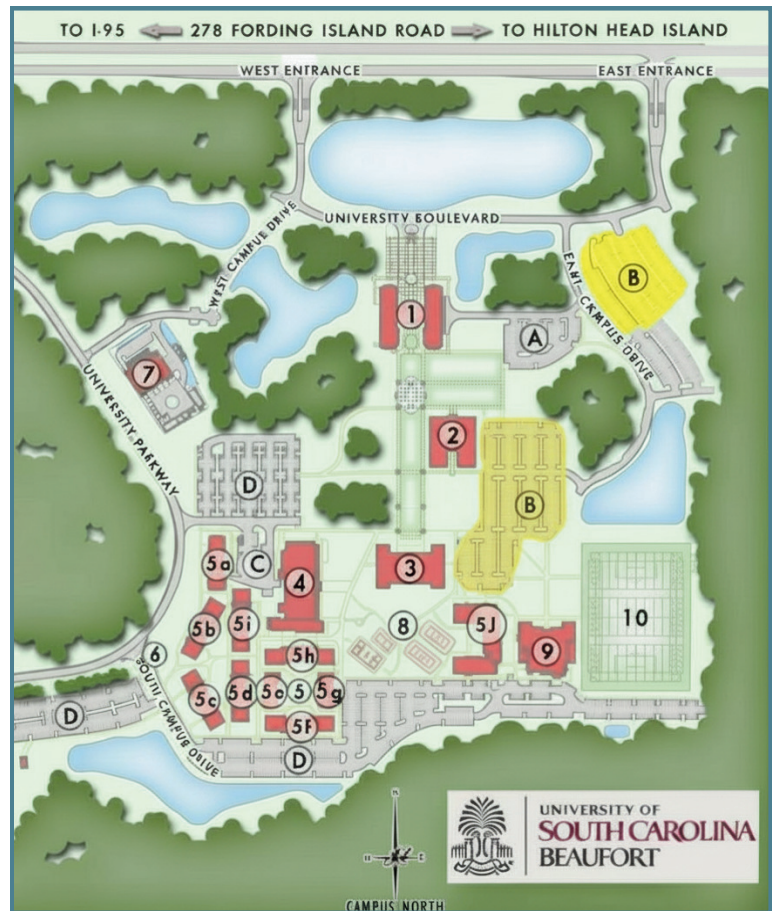 TO I-95 278 FORDING ISLAND ROAD TO HILTON HEAD ISLAND
WEST ENTRANCE EAST ENTRANCE
UNIVERSITY BOULEVARD
WEST CAMPUS DRIVE
EAST CAMPUS DRIVE
B
1
A
7
UNIVERSITY PARKWAY
2
D
B
5a
C
4
3
10
5b
5i
8
5J
6
5h
9
SOUTH CAMPUS DRIVE
5c
5d
5e
5
5g
D
5f
D
N
E
UNIVERSITY OF
SOUTH CAROLINA
BEAUFORT
CAMPUS NORTH